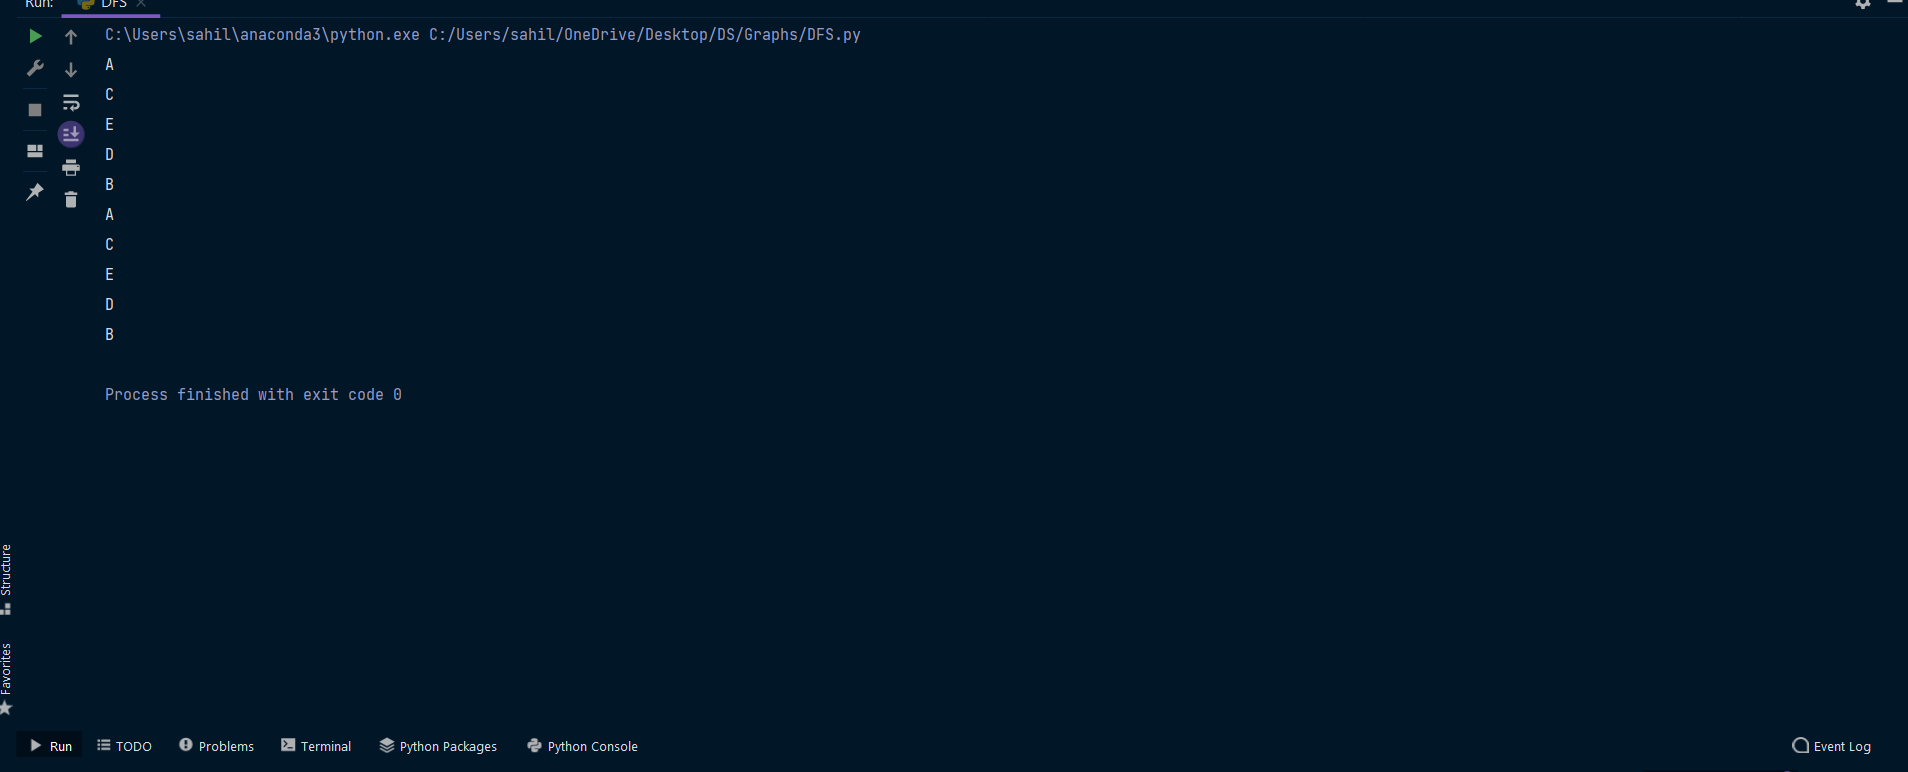 Run: DFS
C:\Users\sahil\anaconda3\python.exe C:/Users/sahil/OneDrive/Desktop/DS/Graphs/DFS.py
A
C
E
D
B
A
C
E
D
B
Process finished with exit code 0
Structure
Favorites
Run TODO Problems Terminal Python Packages Python Console Event Log